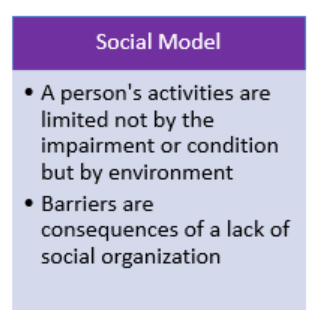 Social Model
• A person's activities are
limited not by the
impairment or condition
but by environment
• Barriers are
consequences of a lack of
social organization